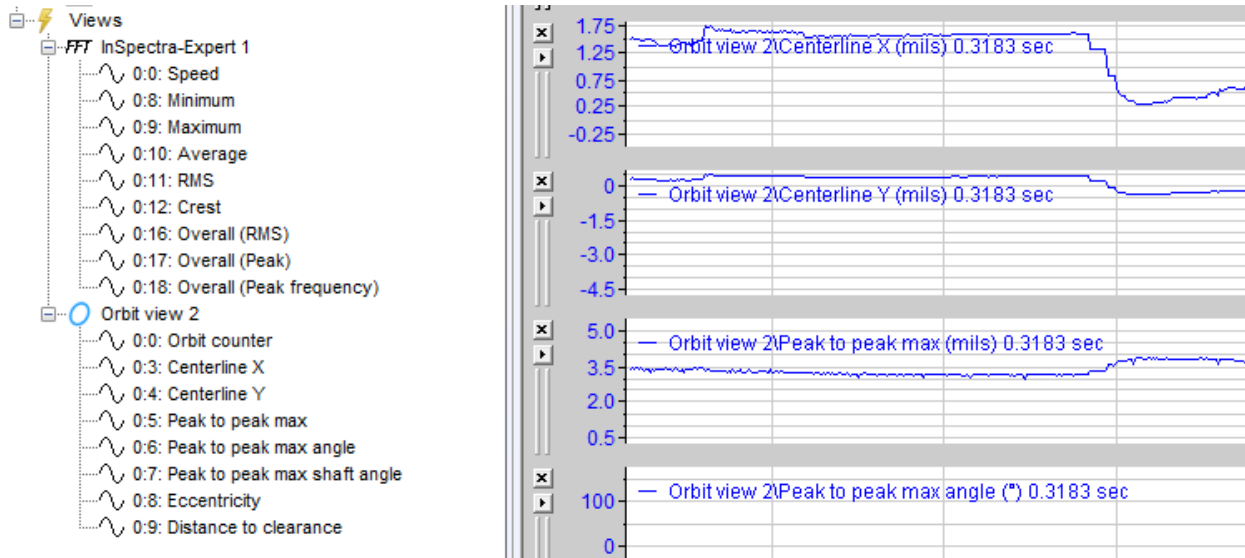 Views
FFT InSpectra-Expert 1
0:0: Speed
0:8: Minimum
0:9: Maximum
0:10: Average
0:11: RMS
0:12: Crest
0:16: Overall (RMS)
0:17: Overall (Peak)
0:18: Overall (Peak frequency)
Orbit view 2
0:0: Orbit counter
0:3: Centerline X
0:4: Centerline Y
0:5: Peak to peak max
0:6: Peak to peak max angle
0:7: Peak to peak max shaft angle
0:8: Eccentricity
0:9: Distance to clearance
1.75
Orbit view 2\Centerline X (mils) 0.3183 sec
1.25
0.75
0.25
-0.25
0
Orbit view 2\Centerline Y (mils) 0.3183 sec
-1.5
-3.0
-4.5
5.0
Orbit view 2\Peak to peak max (mils) 0.3183 sec
3.5
2.0
0.5
Orbit view 2\Peak to peak max angle (°) 0.3183 sec
100
0